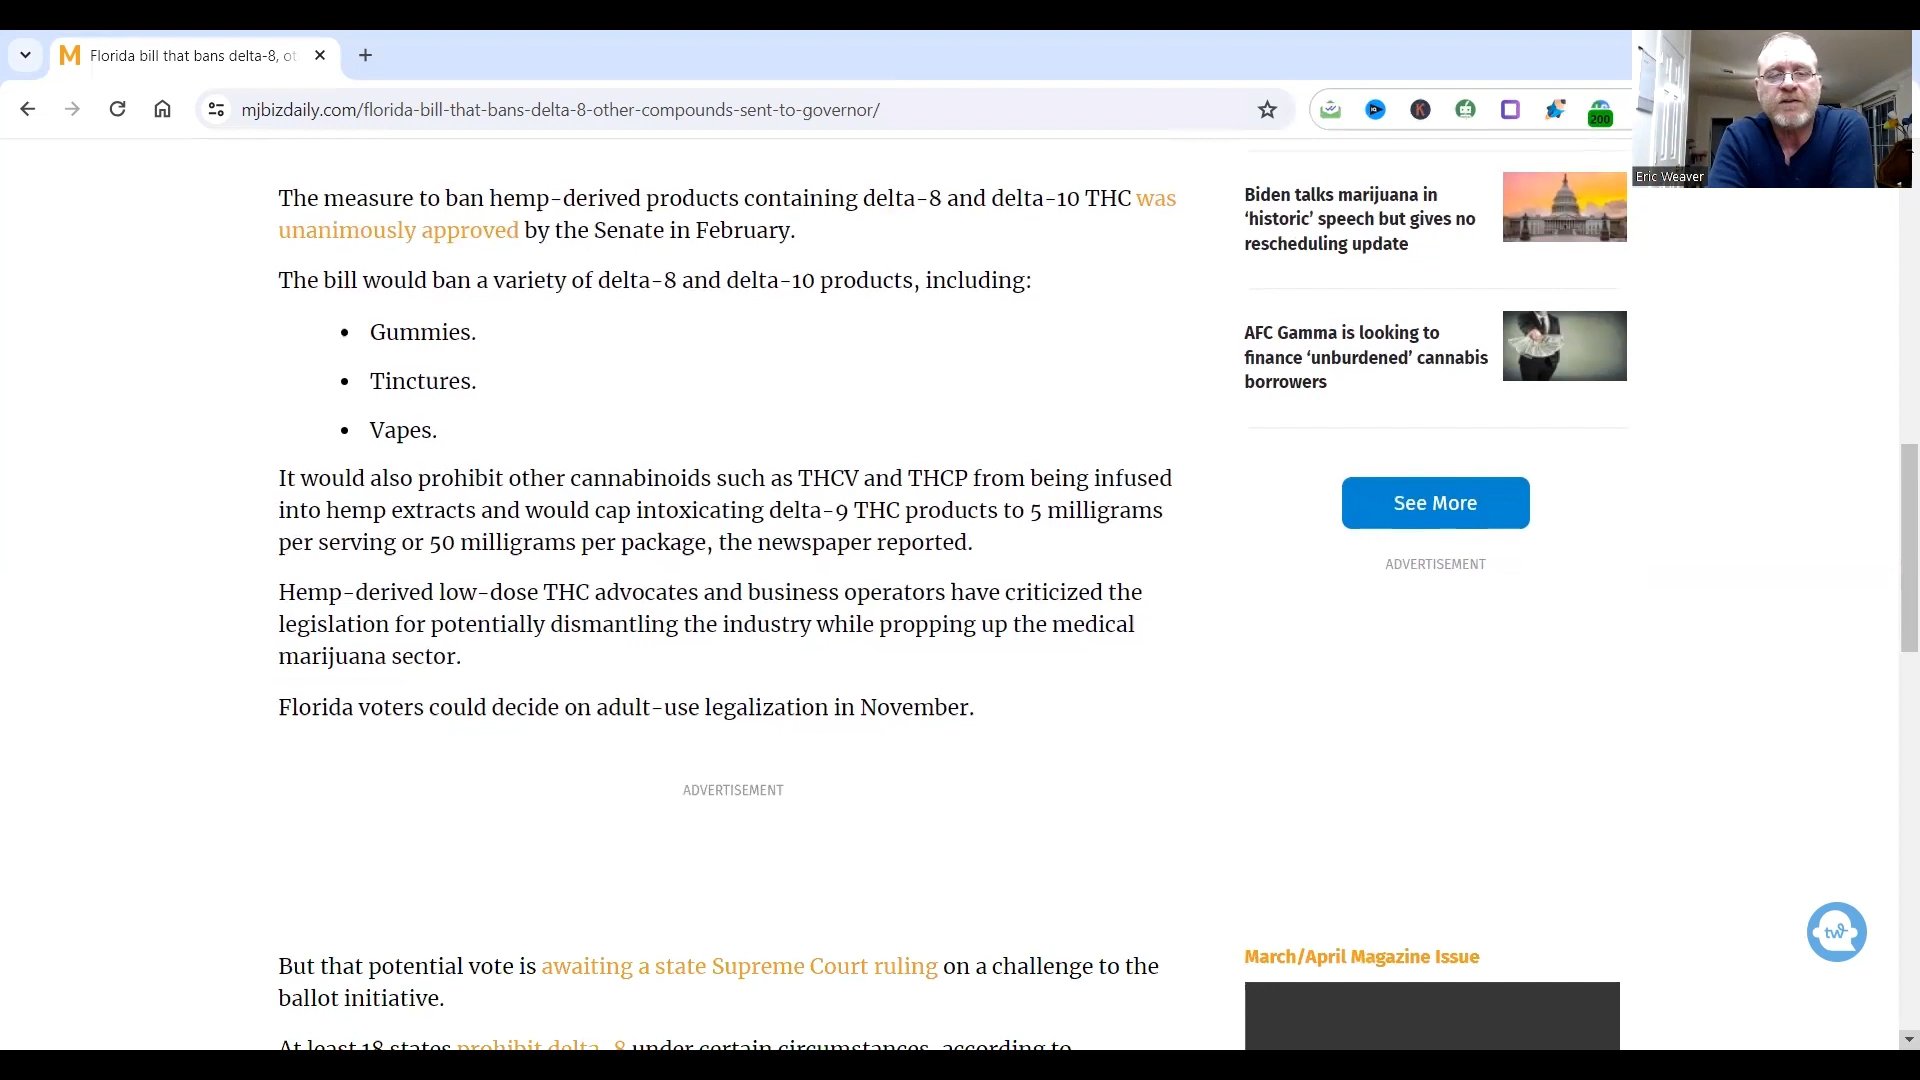 Florida bill that bans delta-8, ot
mjbizdaily.com/florida-bill-that-bans-delta-8-other-compounds-sent-to-governor/
200
Eric Weaver
The measure to ban hemp-derived products containing delta-8 and delta-10 THC was
unanimously approved by the Senate in February.
The bill would ban a variety of delta-8 and delta-10 products, including:
• Gummies.
• Tinctures.
• Vapes.
It would also prohibit other cannabinoids such as THCV and THCP from being infused
into hemp extracts and would cap intoxicating delta-9 THC products to 5 milligrams
per serving or 50 milligrams per package, the newspaper reported.
Hemp-derived low-dose THC advocates and business operators have criticized the
legislation for potentially dismantling the industry while propping up the medical
marijuana sector.
Florida voters could decide on adult-use legalization in November.
ADVERTISEMENT
But that potential vote is awaiting a state Supreme Court ruling on a challenge to the
ballot initiative.
At least 18 states prohibit delta-8 under certain circumstances, according to
Biden talks marijuana in
‘historic’ speech but gives no
rescheduling update
AFC Gamma is looking to
finance ‘unburdened’ cannabis
borrowers
See More
ADVERTISEMENT
March/April Magazine Issue
tw